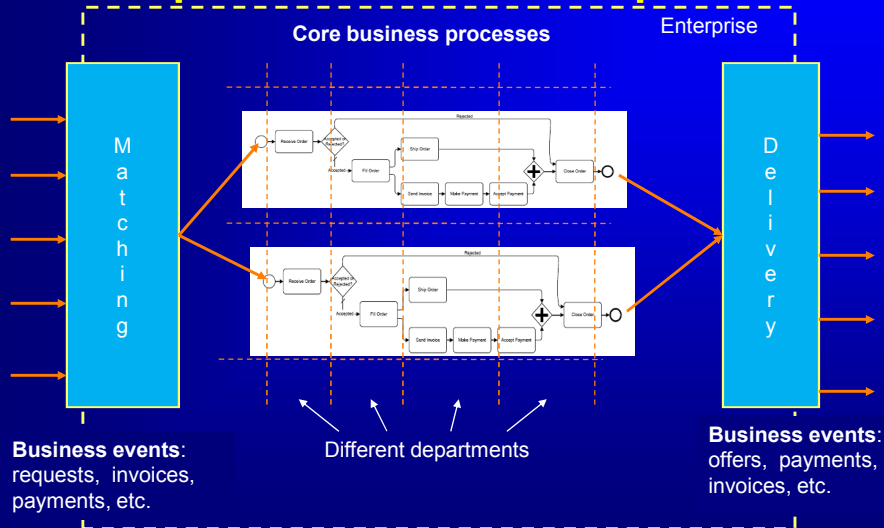 Core business processes
Enterprise
Matching
Rejected
Receive Order
Accepted or
Rejected?
Accepted
Fill Order
Ship Order
Send Invoice
Make Payment
Accept Payment
Close Order
Rejected
Receive Order
Accepted or
Rejected?
Accepted
Fill Order
Ship Order
Send Invoice
Make Payment
Accept Payment
Close Order
Delivery
Different departments
Business events:
requests, invoices,
payments, etc.
Business events:
offers, payments,
invoices, etc.